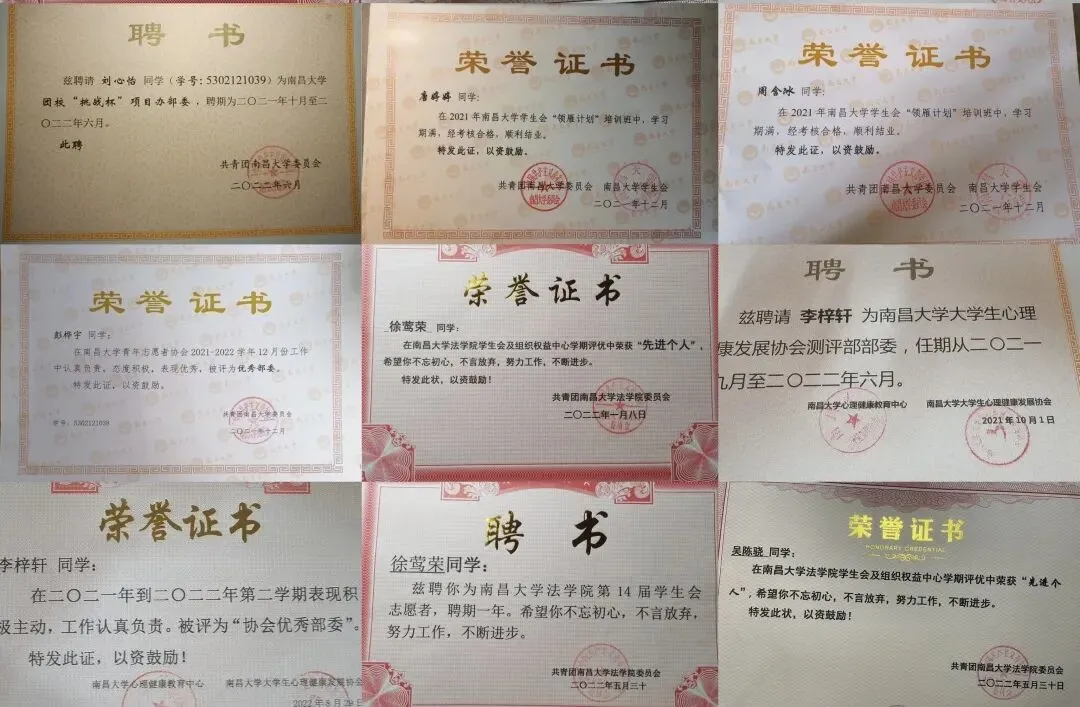 聘 书
兹聘请 刘心怡 同学（学号：5302121039）为南昌大学
团校“挑战杯”项目办部委，聘期为二〇二一年十月至二
〇二二年六月。
此聘
共青团南昌大学委员会
二〇二二年六月
荣誉证书
唐婷婷 同学：
在2021年南昌大学学生会“领雁计划”培训班中，学习
期满，经考核合格，顺利结业。
特发此证，以资鼓励。
共青团南昌大学委员会 南昌大学学生会
二〇二一年十二月
荣誉证书
周含冰 同学：
在2021年南昌大学学生会“领雁计划”培训班中，学习
期满，经考核合格，顺利结业。
特发此证，以资鼓励。
共青团南昌大学委员会 南昌大学学生会
二〇二一年十二月
荣誉证书
彭桦宇 同学：
在南昌大学青年志愿者协会2021-2022学年12月份工作
中认真负责，态度积极，表现优秀，被评为优秀部委。
特发此证，以资鼓励。
共青团南昌大学委员会
学号：5302121038
二〇二一年十二月
荣誉证书
徐莺荣 同学：
在南昌大学法学院学生会及组织权益中心学期评优中荣获“先进个人”，
希望你不忘初心，不言放弃，努力工作，不断进步。
特发此状，以资鼓励！
共青团南昌大学法学院委员会
二〇二二年一月八日
聘 书
兹聘请 李梓轩 为南昌大学大学生心理
康发展协会测评部部委，任期从二〇二一
九月至二〇二二年六月。
南昌大学心理健康教育中心 南昌大学大学生心理健康发展协会
2021年10月1日
荣誉证书
李梓轩 同学：
在二〇二一年到二〇二二年第二学期表现积
极主动，工作认真负责。被评为“协会优秀部委”。
特发此证，以资鼓励！
南昌大学心理健康教育中心 南昌大学大学生心理健康发展协会
2022年8月29日
聘 书
徐莺荣同学：
兹聘你为南昌大学法学院第14届学生会
志愿者，聘期一年。希望你不忘初心，不言放弃，
努力工作，不断进步。
共青团南昌大学法学院委员会
二〇二二年五月三十
荣誉证书
HONORARY CREDENTIAL
吴陈骁 同学：
在南昌大学法学院学生会及组织权益中心学期评优中荣获“先进个
人”，希望你不忘初心，不言放弃，努力工作，不断进步。
特发此状，以资鼓励！
共青团南昌大学法学院委员会
二〇二二年五月三十日